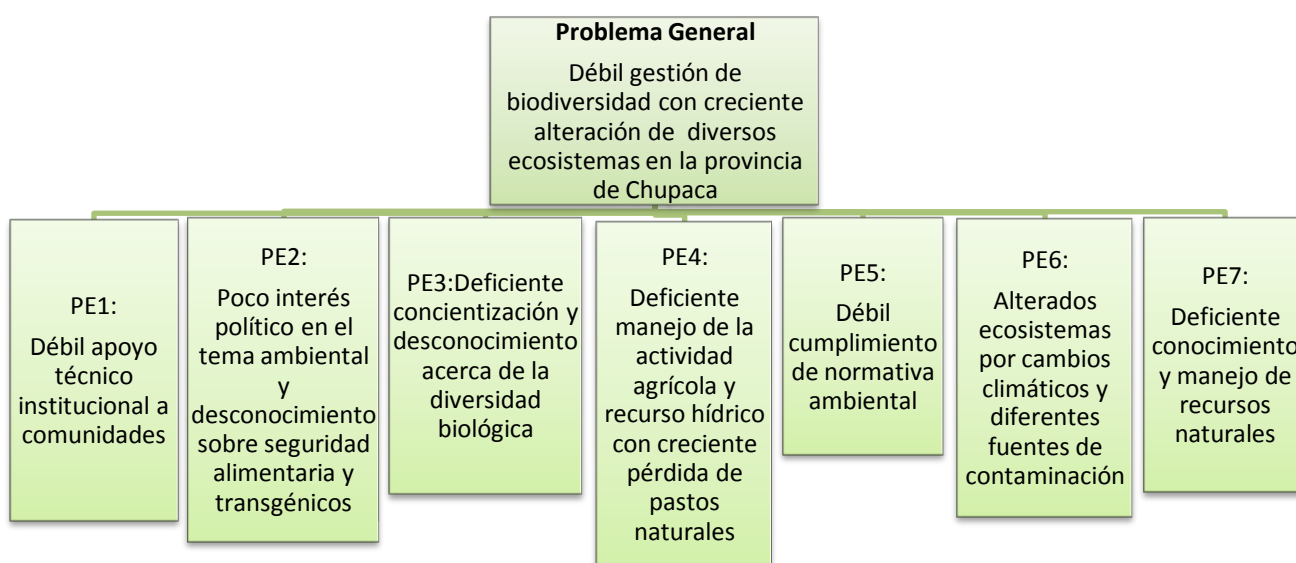 Problema General
Débil gestión de
biodiversidad con creciente
alteración de diversos
ecosistemas en la provincia
de Chupaca
PE1:
Débil apoyo
técnico
institucional a
comunidades
PE2:
Poco interés
político en el
tema ambiental
y
desconocimiento
sobre seguridad
alimentaria y
transgénicos
PE3:Deficiente
concientización y
desconocimiento
acerca de la
diversidad
biológica
PE4:
Deficiente
manejo de la
actividad
agrícola y
recurso hídrico
con creciente
pérdida de
pastos
naturales
PE5:
Débil
cumplimiento
de normativa
ambiental
PE6:
Alterados
ecosistemas
por cambios
climáticos y
diferentes
fuentes de
contaminación
PE7:
Deficiente
conocimiento
y manejo de
recursos
naturales